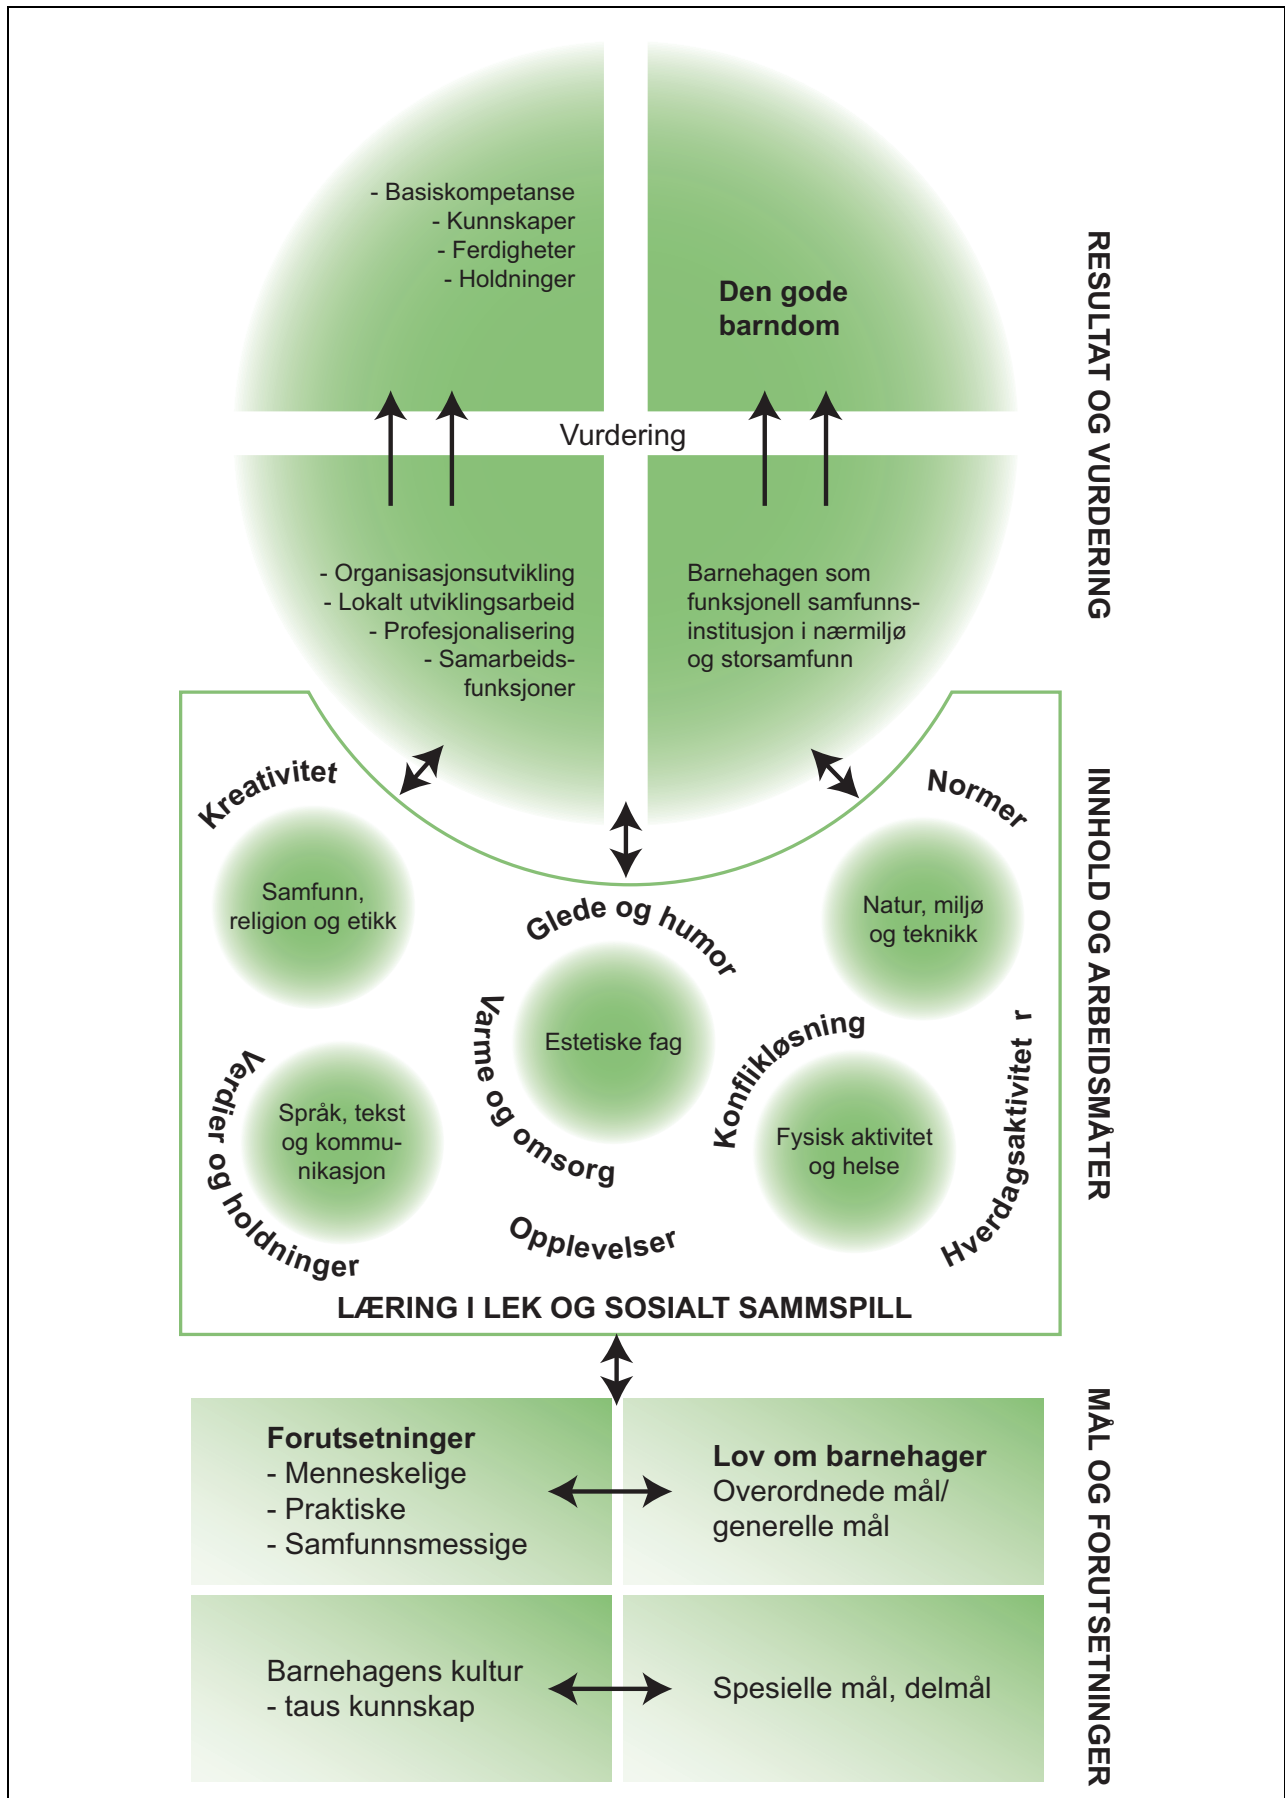 - Basiskompetanse
- Kunnskaper
- Ferdigheter
- Holdninger
Den gode
barndom
Vurdering
- Organisasjonsutvikling
- Lokalt utviklingsarbeid
- Profesjonalisering
- Samarbeids-
funksjoner
Barnehagen som
funksjonell samfunns-
institusjon i nærmiljø
og storsamfunn
RESULTAT OG VURDERING
Kreativitet
Samfunn,
religion og etikk
Normer
Natur, miljø
og teknikk
Glede og humor
Estetiske fag
Varme og omsorg
Verdier og holdninger
Språk, tekst
og kommu-
nikasjon
Konflikløsning
Fysisk aktivitet
og helse
Hverdagsaktivitet r
Opplevelser
LÆRING I LEK OG SOSIALT SAMMSPILL
INNHOLD OG ARBEIDSMÅTER
Forutsetninger
- Menneskelige
- Praktiske
- Samfunnsmessige
Lov om barnehager
Overordnede mål/
generelle mål
Barnehagens kultur
- taus kunnskap
Spesielle mål, delmål
MÅL OG FORUTSETNINGER